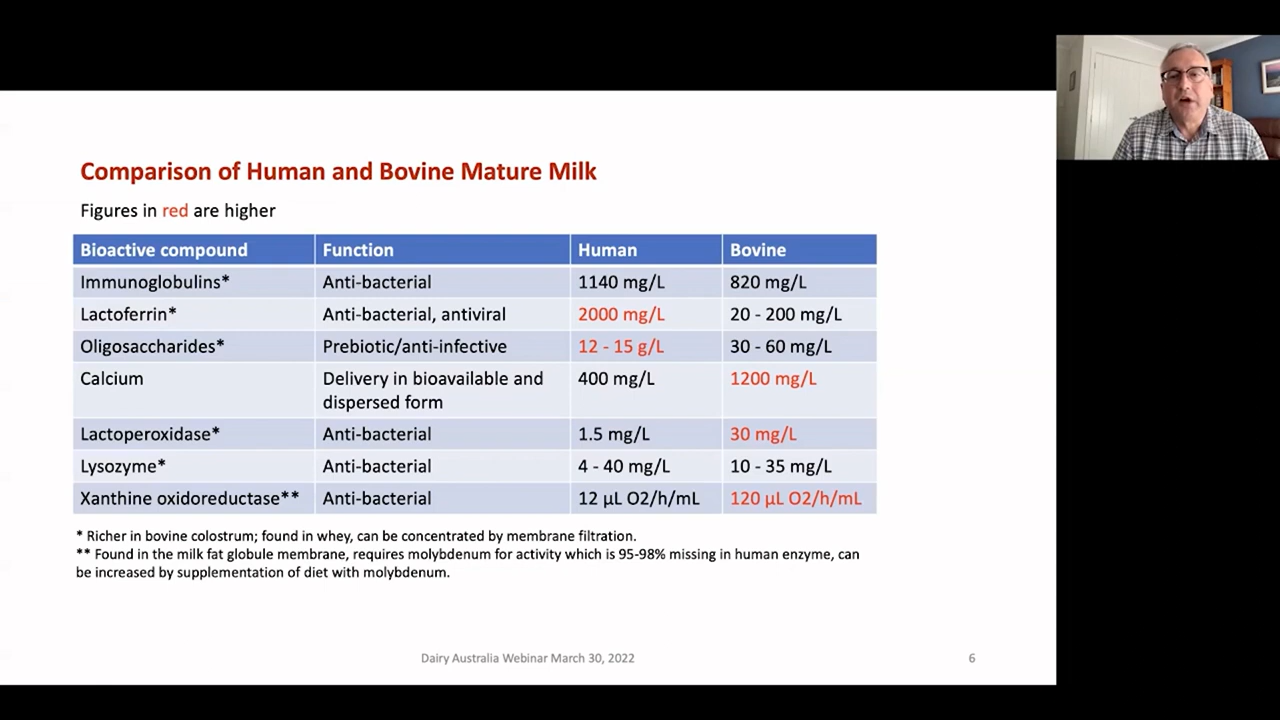 Comparison of Human and Bovine Mature Milk
Figures in red are higher
Bioactive compound Function Human Bovine
Immunoglobulins* Anti-bacterial 1140 mg/L 820 mg/L
Lactoferrin* Anti-bacterial, antiviral 2000 mg/L 20 - 200 mg/L
Oligosaccharides* Prebiotic/anti-infective 12 - 15 g/L 30 - 60 mg/L
Calcium Delivery in bioavailable and 400 mg/L 1200 mg/L
dispersed form
Lactoperoxidase* Anti-bacterial 1.5 mg/L 30 mg/L
Lysozyme* Anti-bacterial 4 - 40 mg/L 10 - 35 mg/L
Xanthine oxidoreductase** Anti-bacterial 12 µL O2/h/mL 120 µL O2/h/mL
* Richer in bovine colostrum; found in whey, can be concentrated by membrane filtration.
** Found in the milk fat globule membrane, requires molybdenum for activity which is 95-98% missing in human enzyme, can
be increased by supplementation of diet with molybdenum.
Dairy Australia Webinar March 30, 2022 6